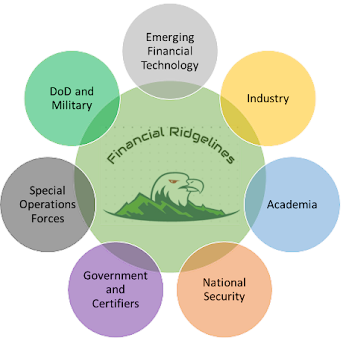 Emerging
Financial
Technology
DoD and
Military
Industry
Financial Ridgelines
Special
Operations
Forces
Academia
Government
and
Certifiers
National
Security